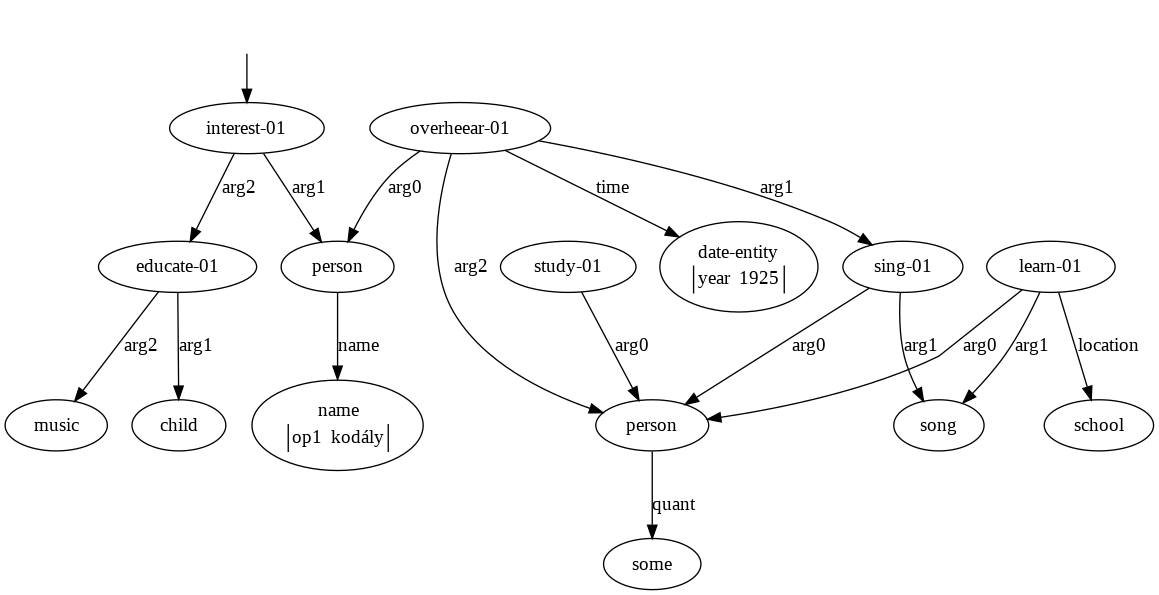 interest-01
overheear-01
arg2
arg1
arg0
time
arg1
educate-01
person
arg2
study-01
date-entity
year 1925
sing-01
learn-01
arg2
arg1
name
arg0
arg0
arg1
arg0
arg1
location
music
child
name
op1 kodály
person
song
school
quant
some